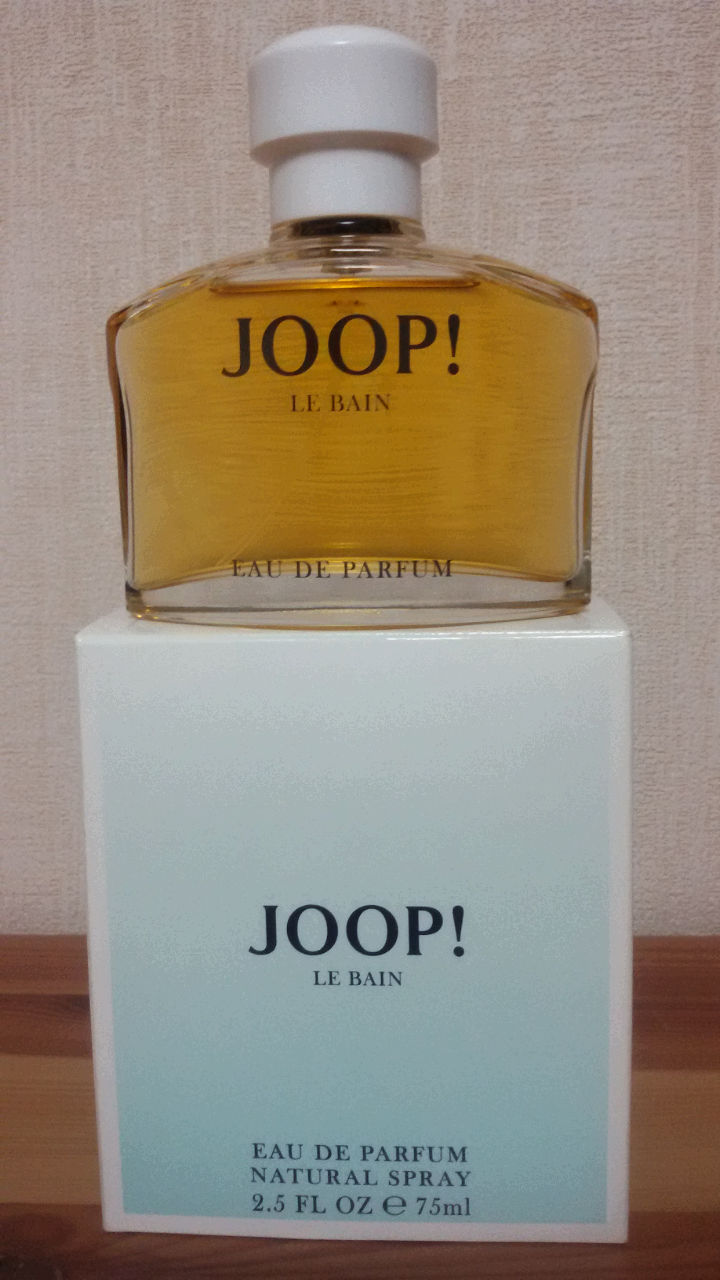 JOOP!
LE BAIN
EAU DE PARFUM
JOOP!
LE BAIN
EAU DE PARFUM
NATURAL SPRAY
2.5 FL OZ ℮ 75ml